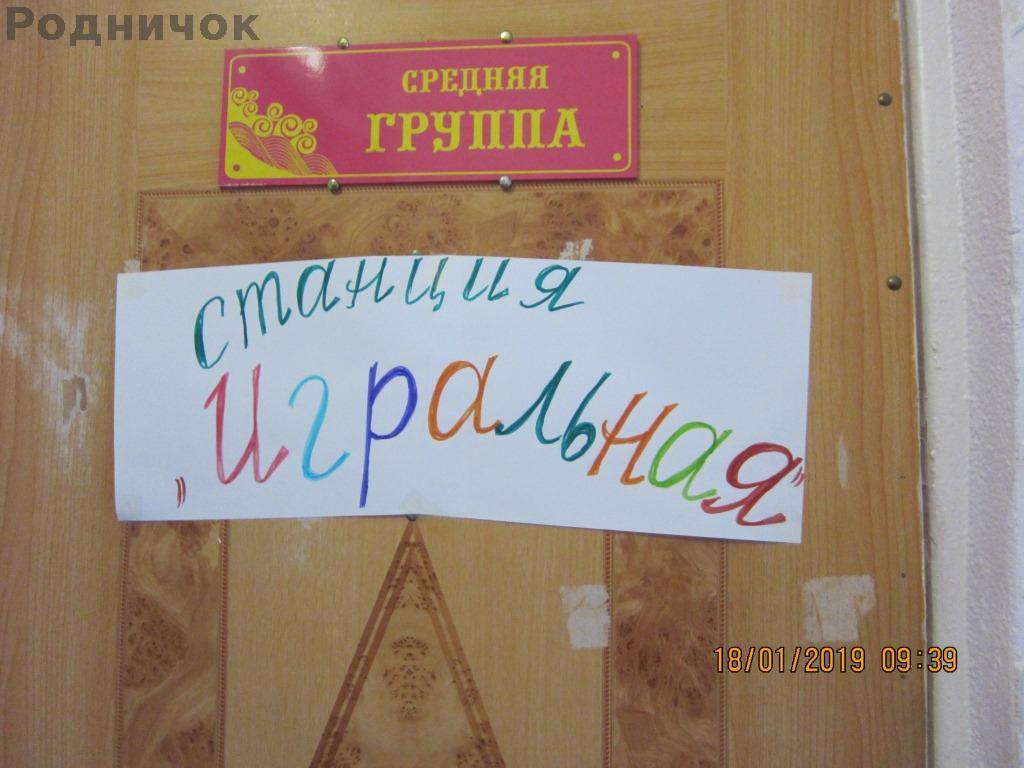 Родничок
СРЕДНЯЯ
ГРУППА
станция
"Игральная"
18/01/2019 09:39